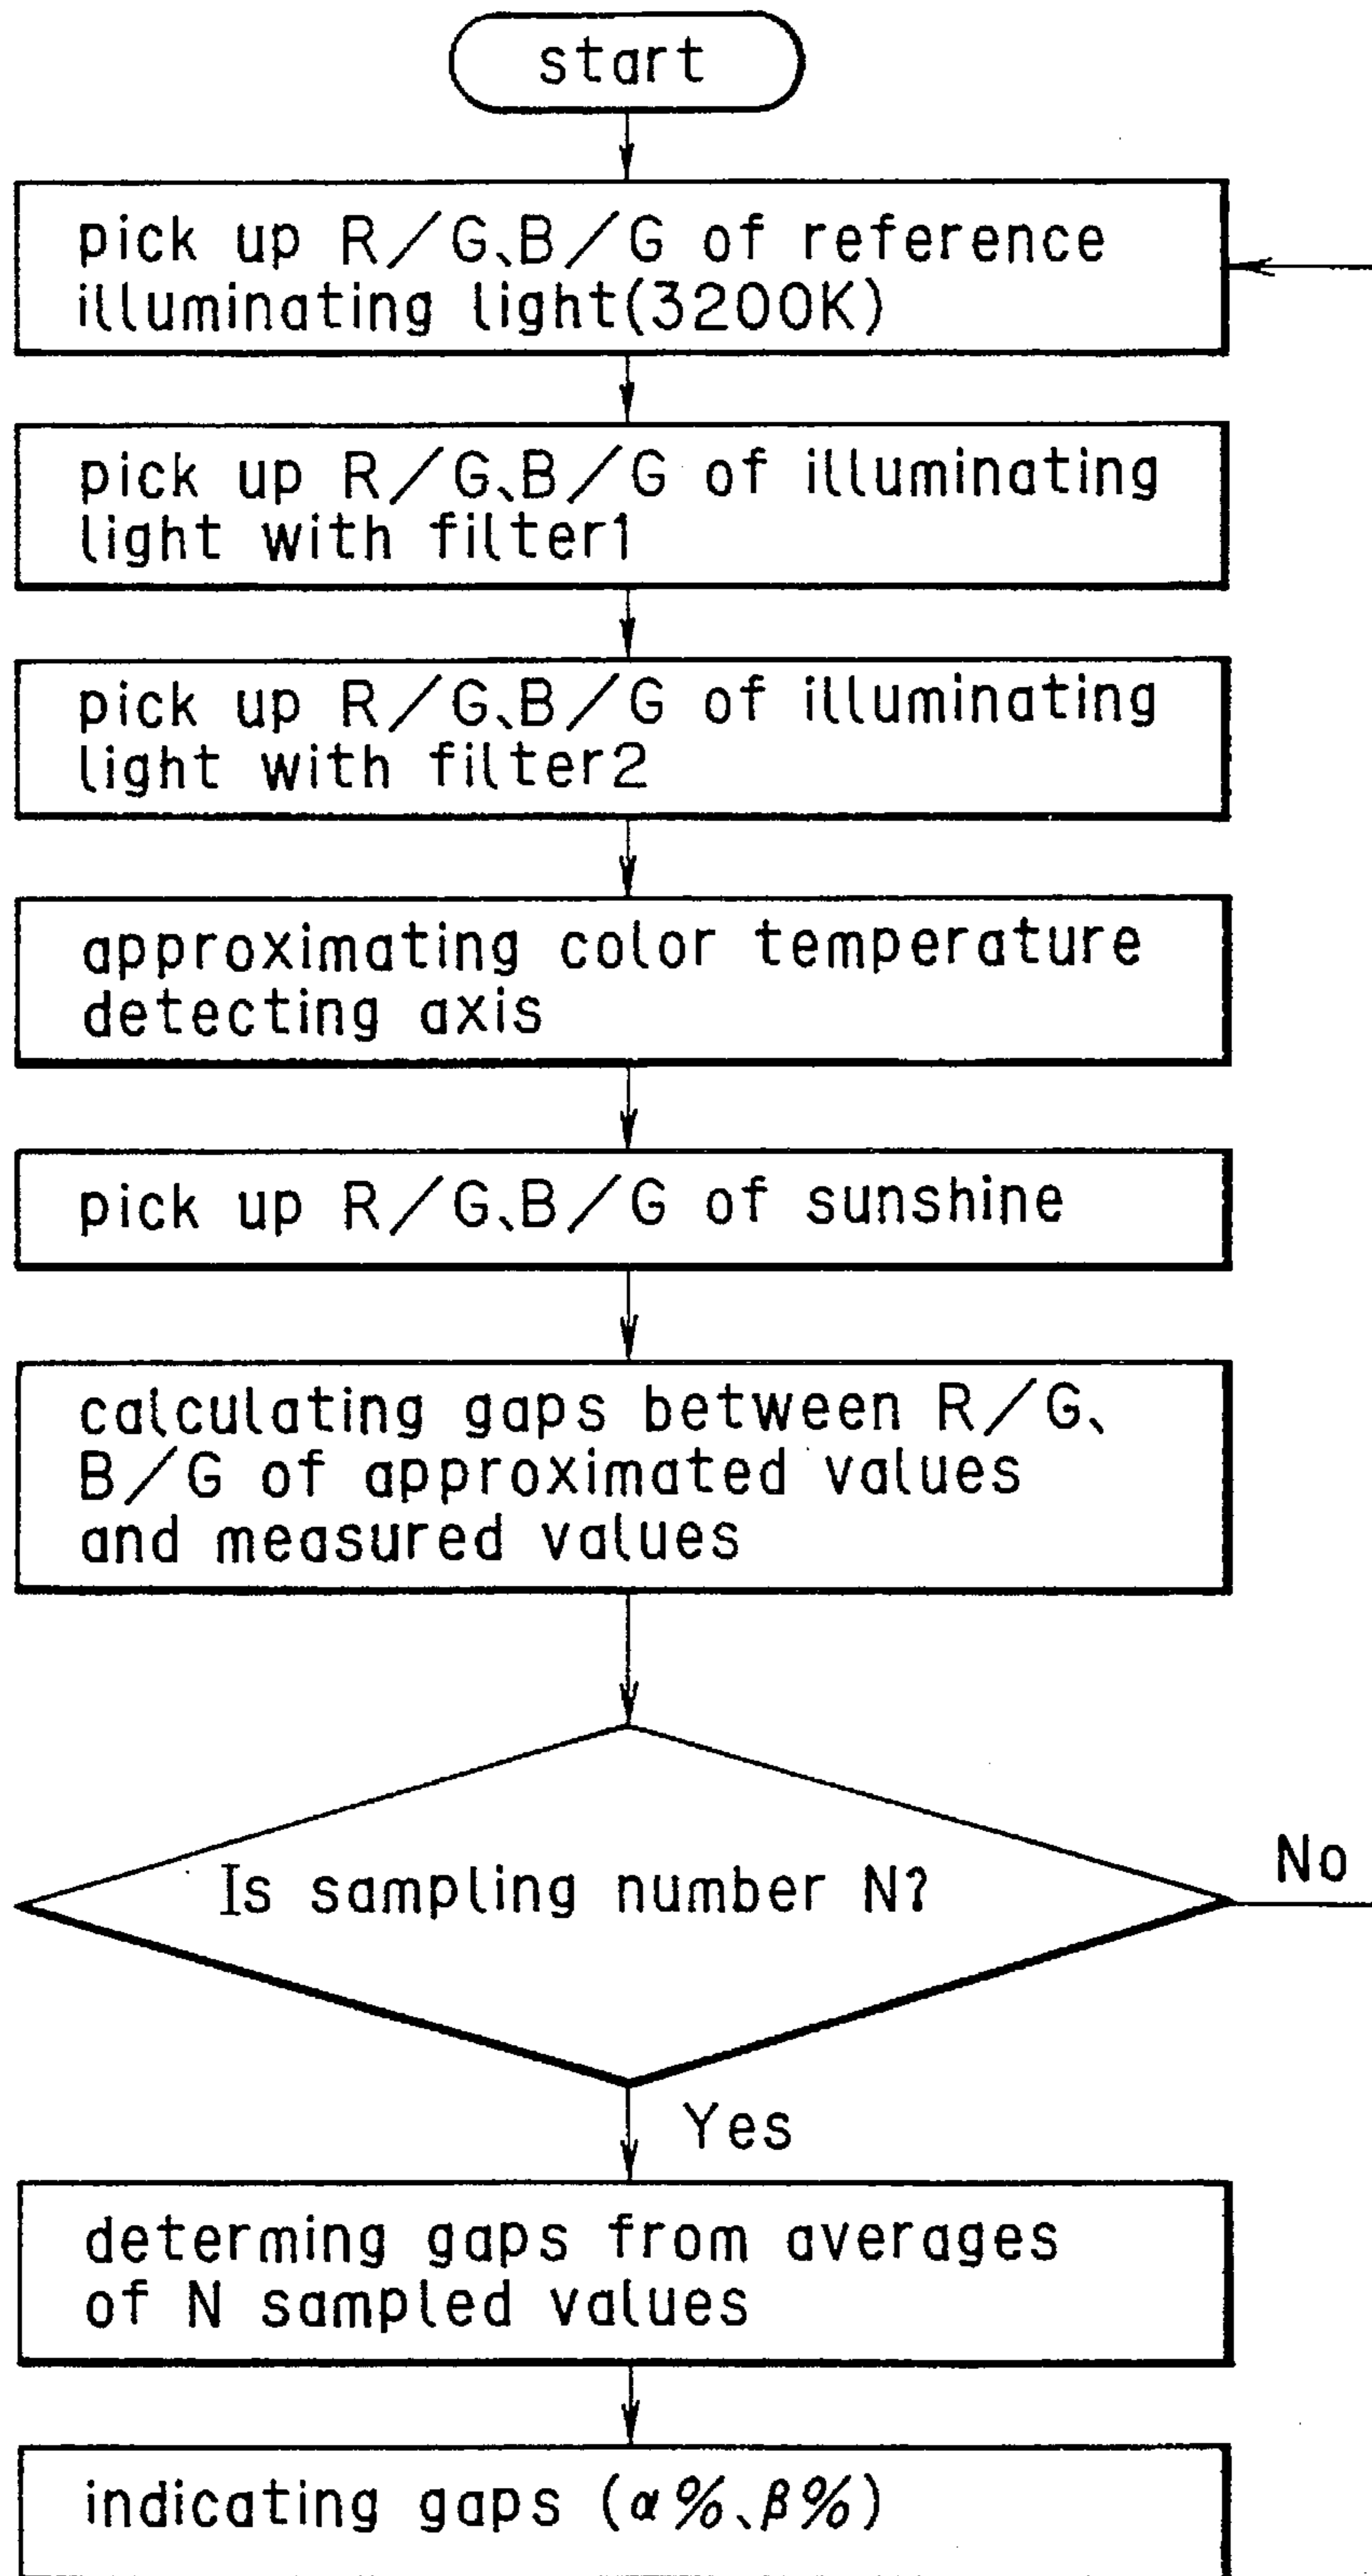 start
pick up R/G、B/G of reference
illuminating light(3200K)
pick up R/G、B/G of illuminating
light with filter1
pick up R/G、B/G of illuminating
light with filter2
approximating color temperature
detecting axis
pick up R/G、B/G of sunshine
calculating gaps between R/G、
B/G of approximated values
and measured values
Is sampling number N?
No
Yes
determing gaps from averages
of N sampled values
indicating gaps (α%、β%)